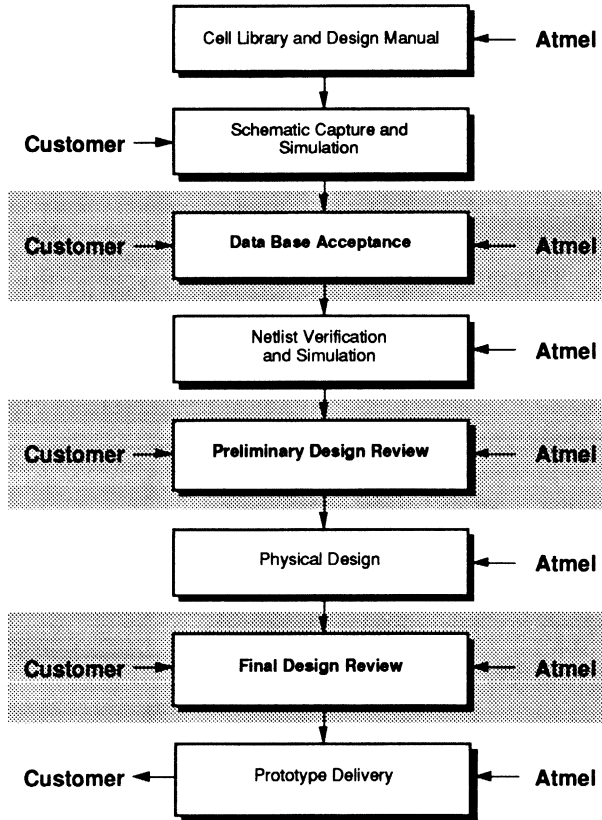 Cell Library and Design Manual
Atmel
Customer
Schematic Capture and
Simulation
Customer
Data Base Acceptance
Atmel
Netlist Verification
and Simulation
Atmel
Customer
Preliminary Design Review
Atmel
Physical Design
Atmel
Customer
Final Design Review
Atmel
Customer
Prototype Delivery
Atmel